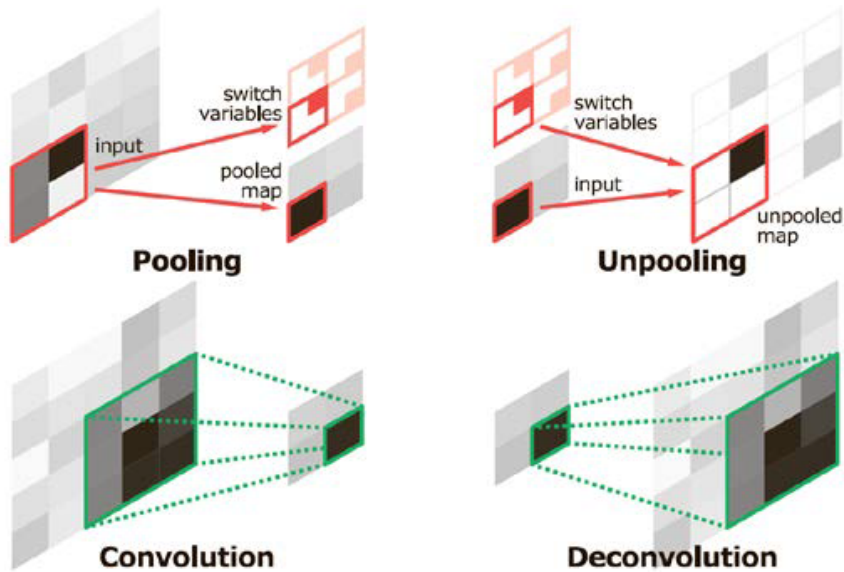 switch
variables
input
pooled
map
Pooling
switch
variables
input
unpooled
map
Unpooling
Convolution
Deconvolution